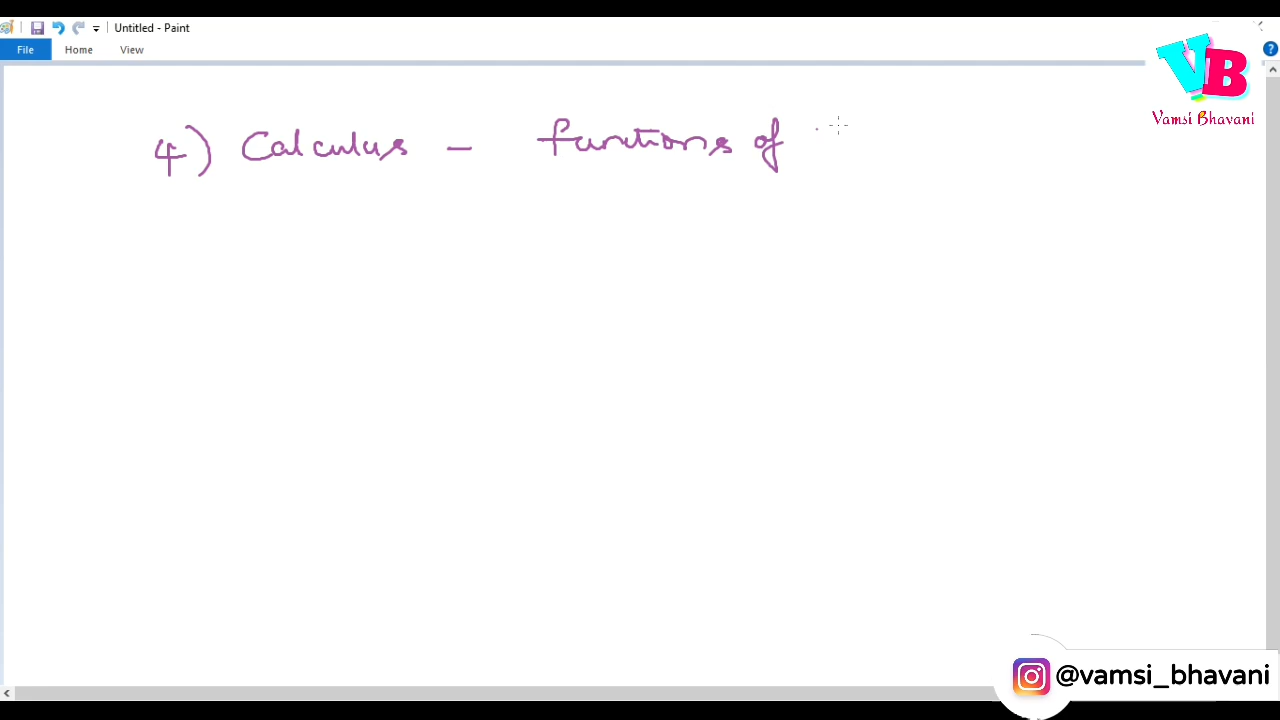 Untitled - Paint
File Home View
?
VB
Vamsi Bhavani
4) Calculus - functions of
@vamsi_bhavani